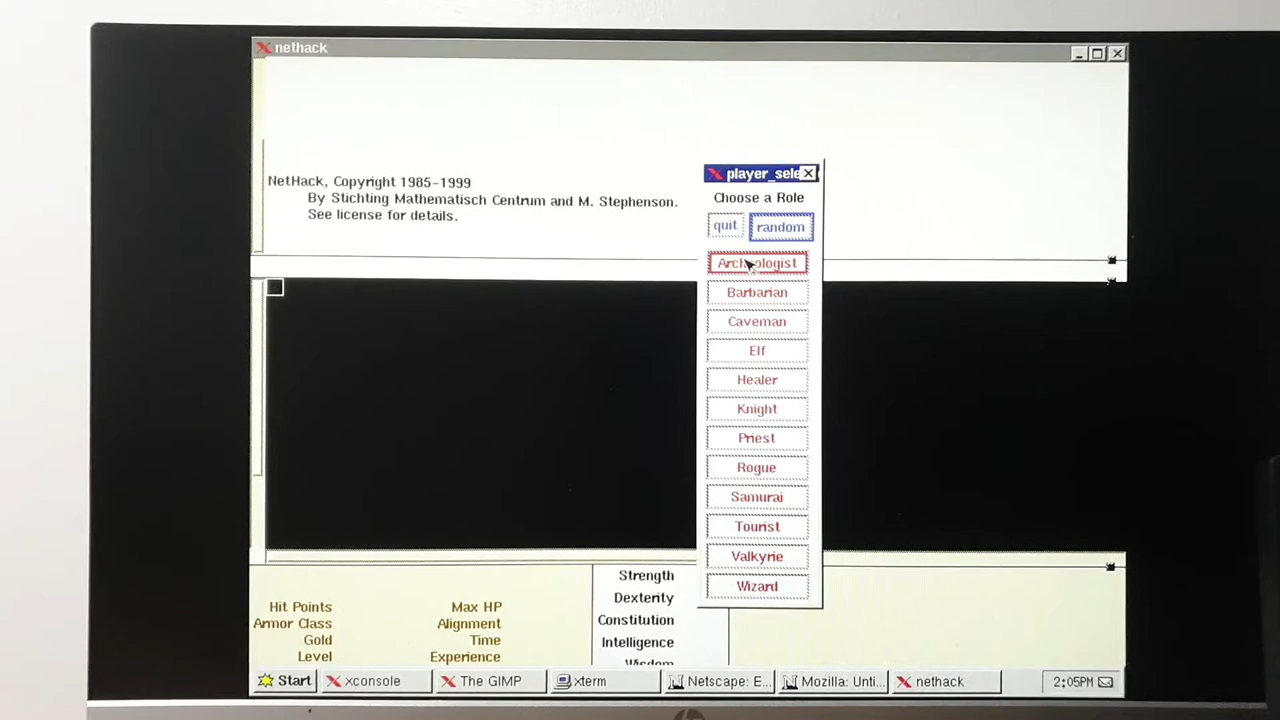 nethack
NetHack, Copyright 1985-1999
By Stichting Mathematisch Centrum and M. Stephenson.
See license for details.
player_sele
Choose a Role
quit random
Archeologist
Barbarian
Caveman
Elf
Healer
Knight
Priest
Rogue
Samurai
Tourist
Valkyrie
Wizard
Hit Points Max HP
Armor Class Alignment
Gold Time
Level Experience
Strength
Dexterity
Constitution
Intelligence
Wisdom
Start xconsole The GIMP xterm Netscape: E... Mozilla: Unti... nethack 2:05PM